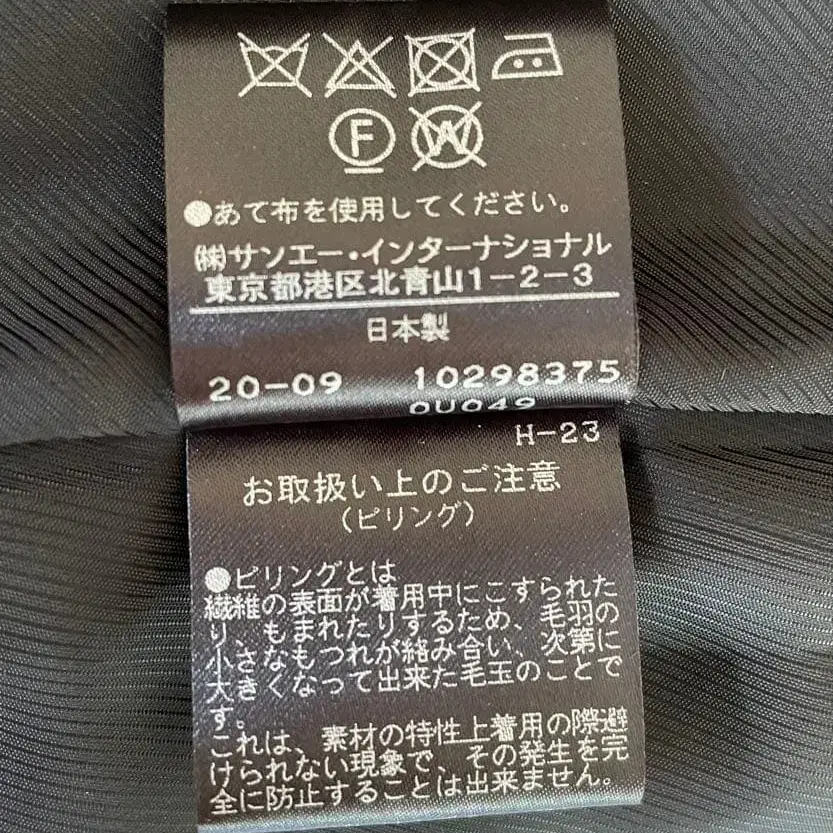 F
W
●あて布を使用してください。
㈱サンエー・インターナショナル
東京都港区北青山1-2-3
日本製
20-09 10298375
0U049
H-23
お取扱い上のご注意
(ピリング)
●ピリングとは
繊維の表面が着用中にこすられた
り、もまれたりするため、毛羽の
小さなもつれが絡み合い、次第に
大きくなって出来た毛玉のことで
す。
これは、素材の特性上着用の際避
けられない現象で、その発生を完
全に防止することは出来ません。